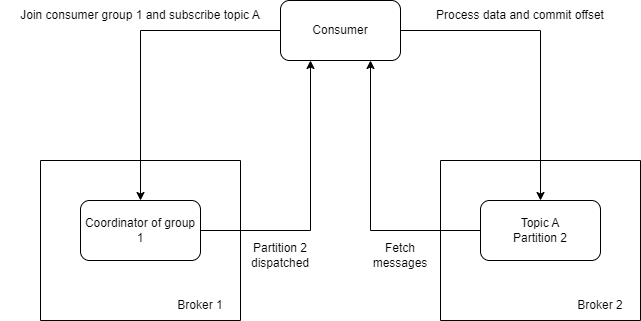 Join consumer group 1 and subscribe topic A
Consumer
Process data and commit offset
Coordinator of group
1
Topic A
Partition 2
Partition 2
dispatched
Fetch
messages
Broker 1
Broker 2